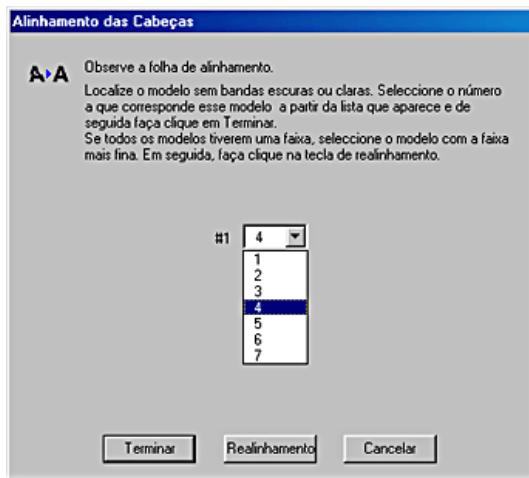 Alinhamento das Cabeças
A▸A
Observe a folha de alinhamento.
Localize o modelo sem bandas escuras ou claras. Seleccione o número
a que corresponde esse modelo a partir da lista que aparece e de
seguida faça clique em Terminar.
Se todos os modelos tiverem uma faixa, seleccione o modelo com a faixa
mais fina. Em seguida, faça clique na tecla de realinhamento.
#1 4
1
2
3
4
5
6
7
Terminar Realinhamento Cancelar